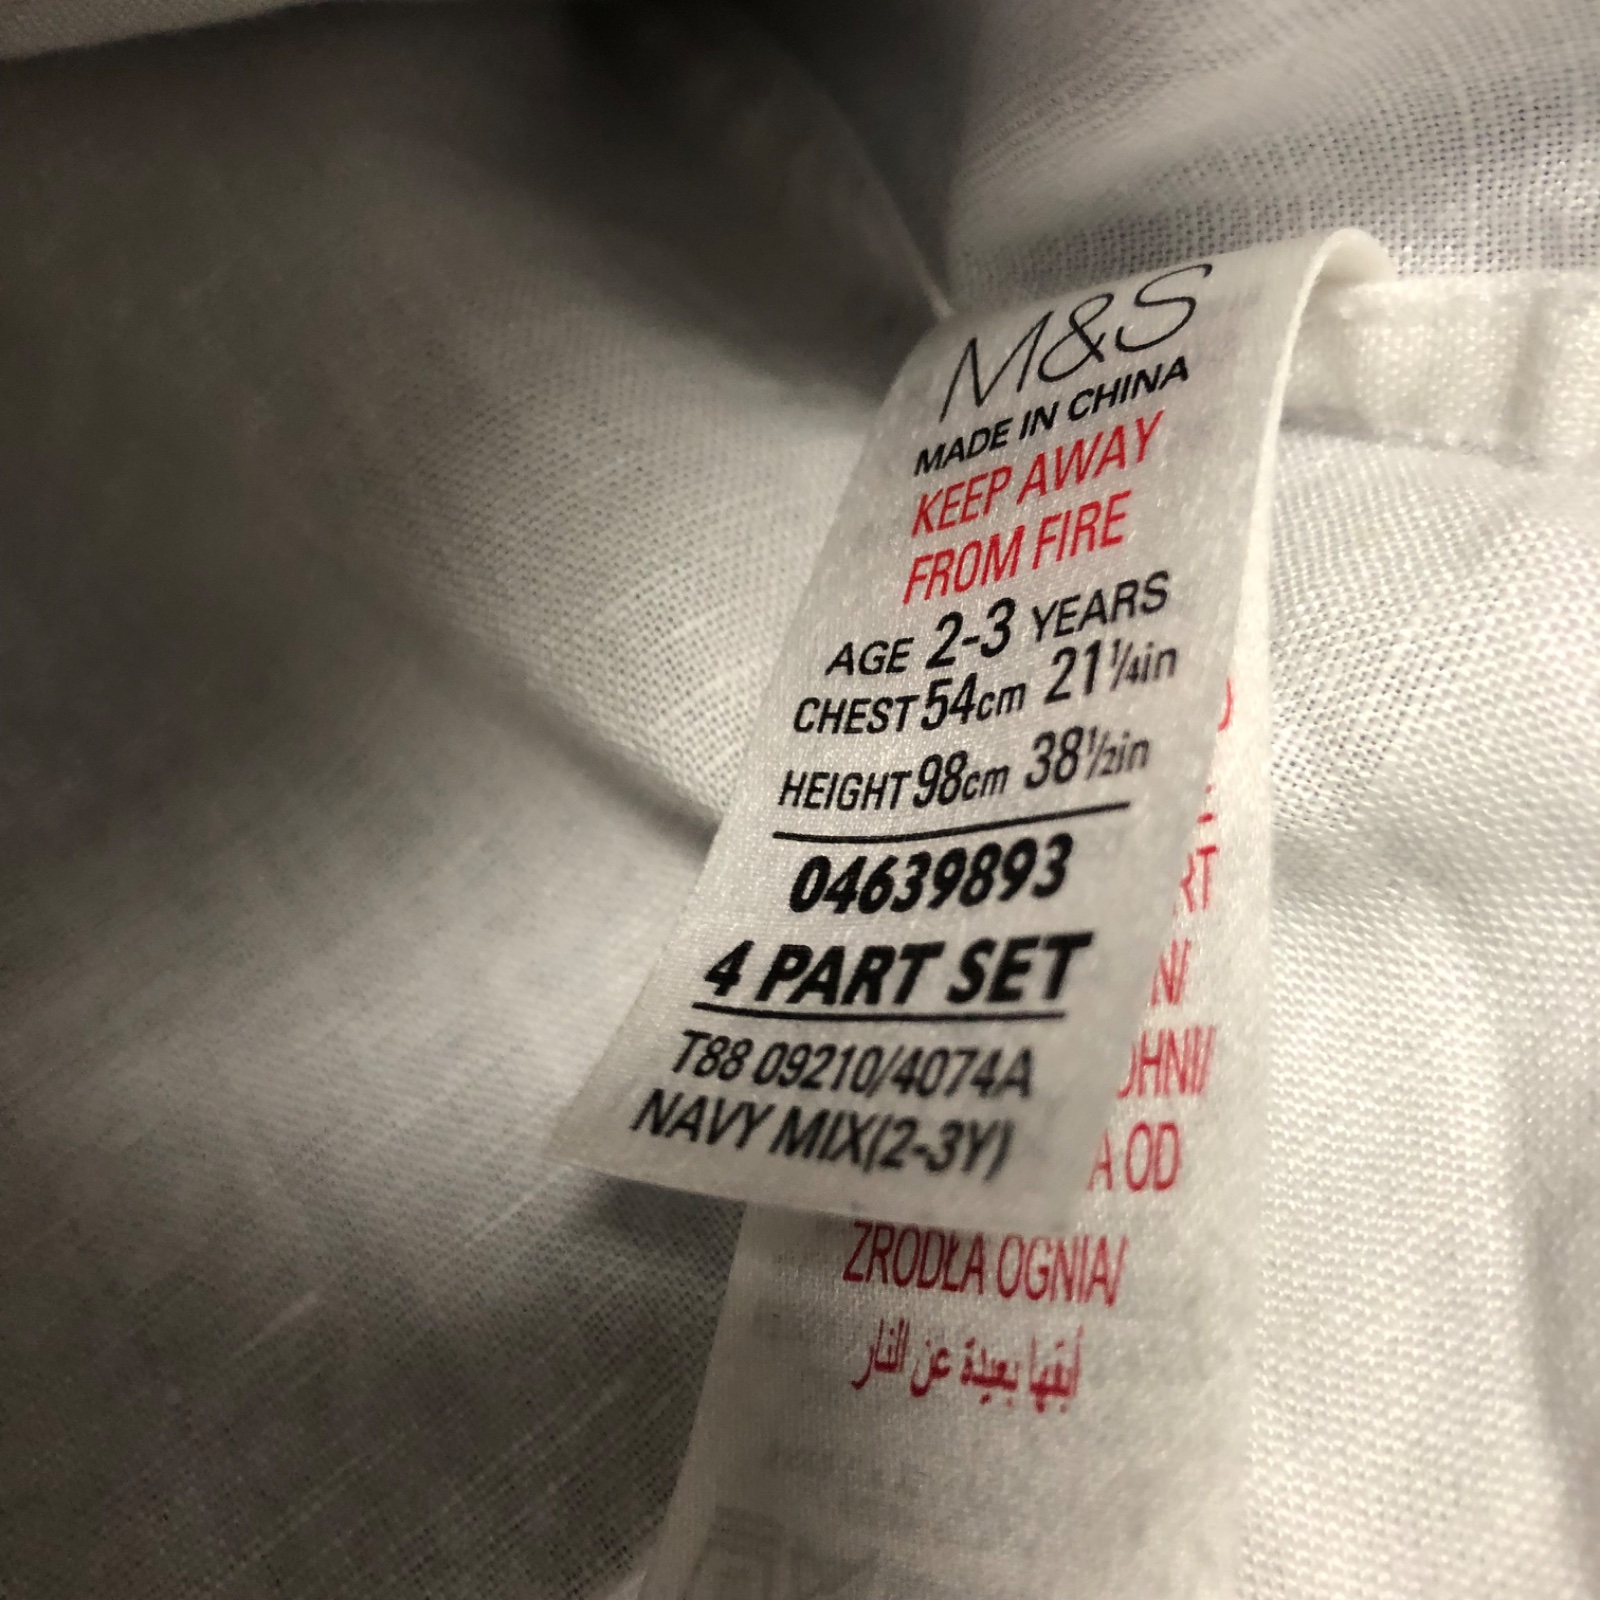 M&S
MADE IN CHINA
KEEP AWAY
FROM FIRE
AGE 2-3 YEARS
CHEST 54cm 21¼in
HEIGHT 98cm 38½in
04639893
4 PART SET
T88 09210/4074A
NAVY MIX(2-3Y)
A OD
ZRODŁA OGNIA/
أبقها بعيدة عن النار